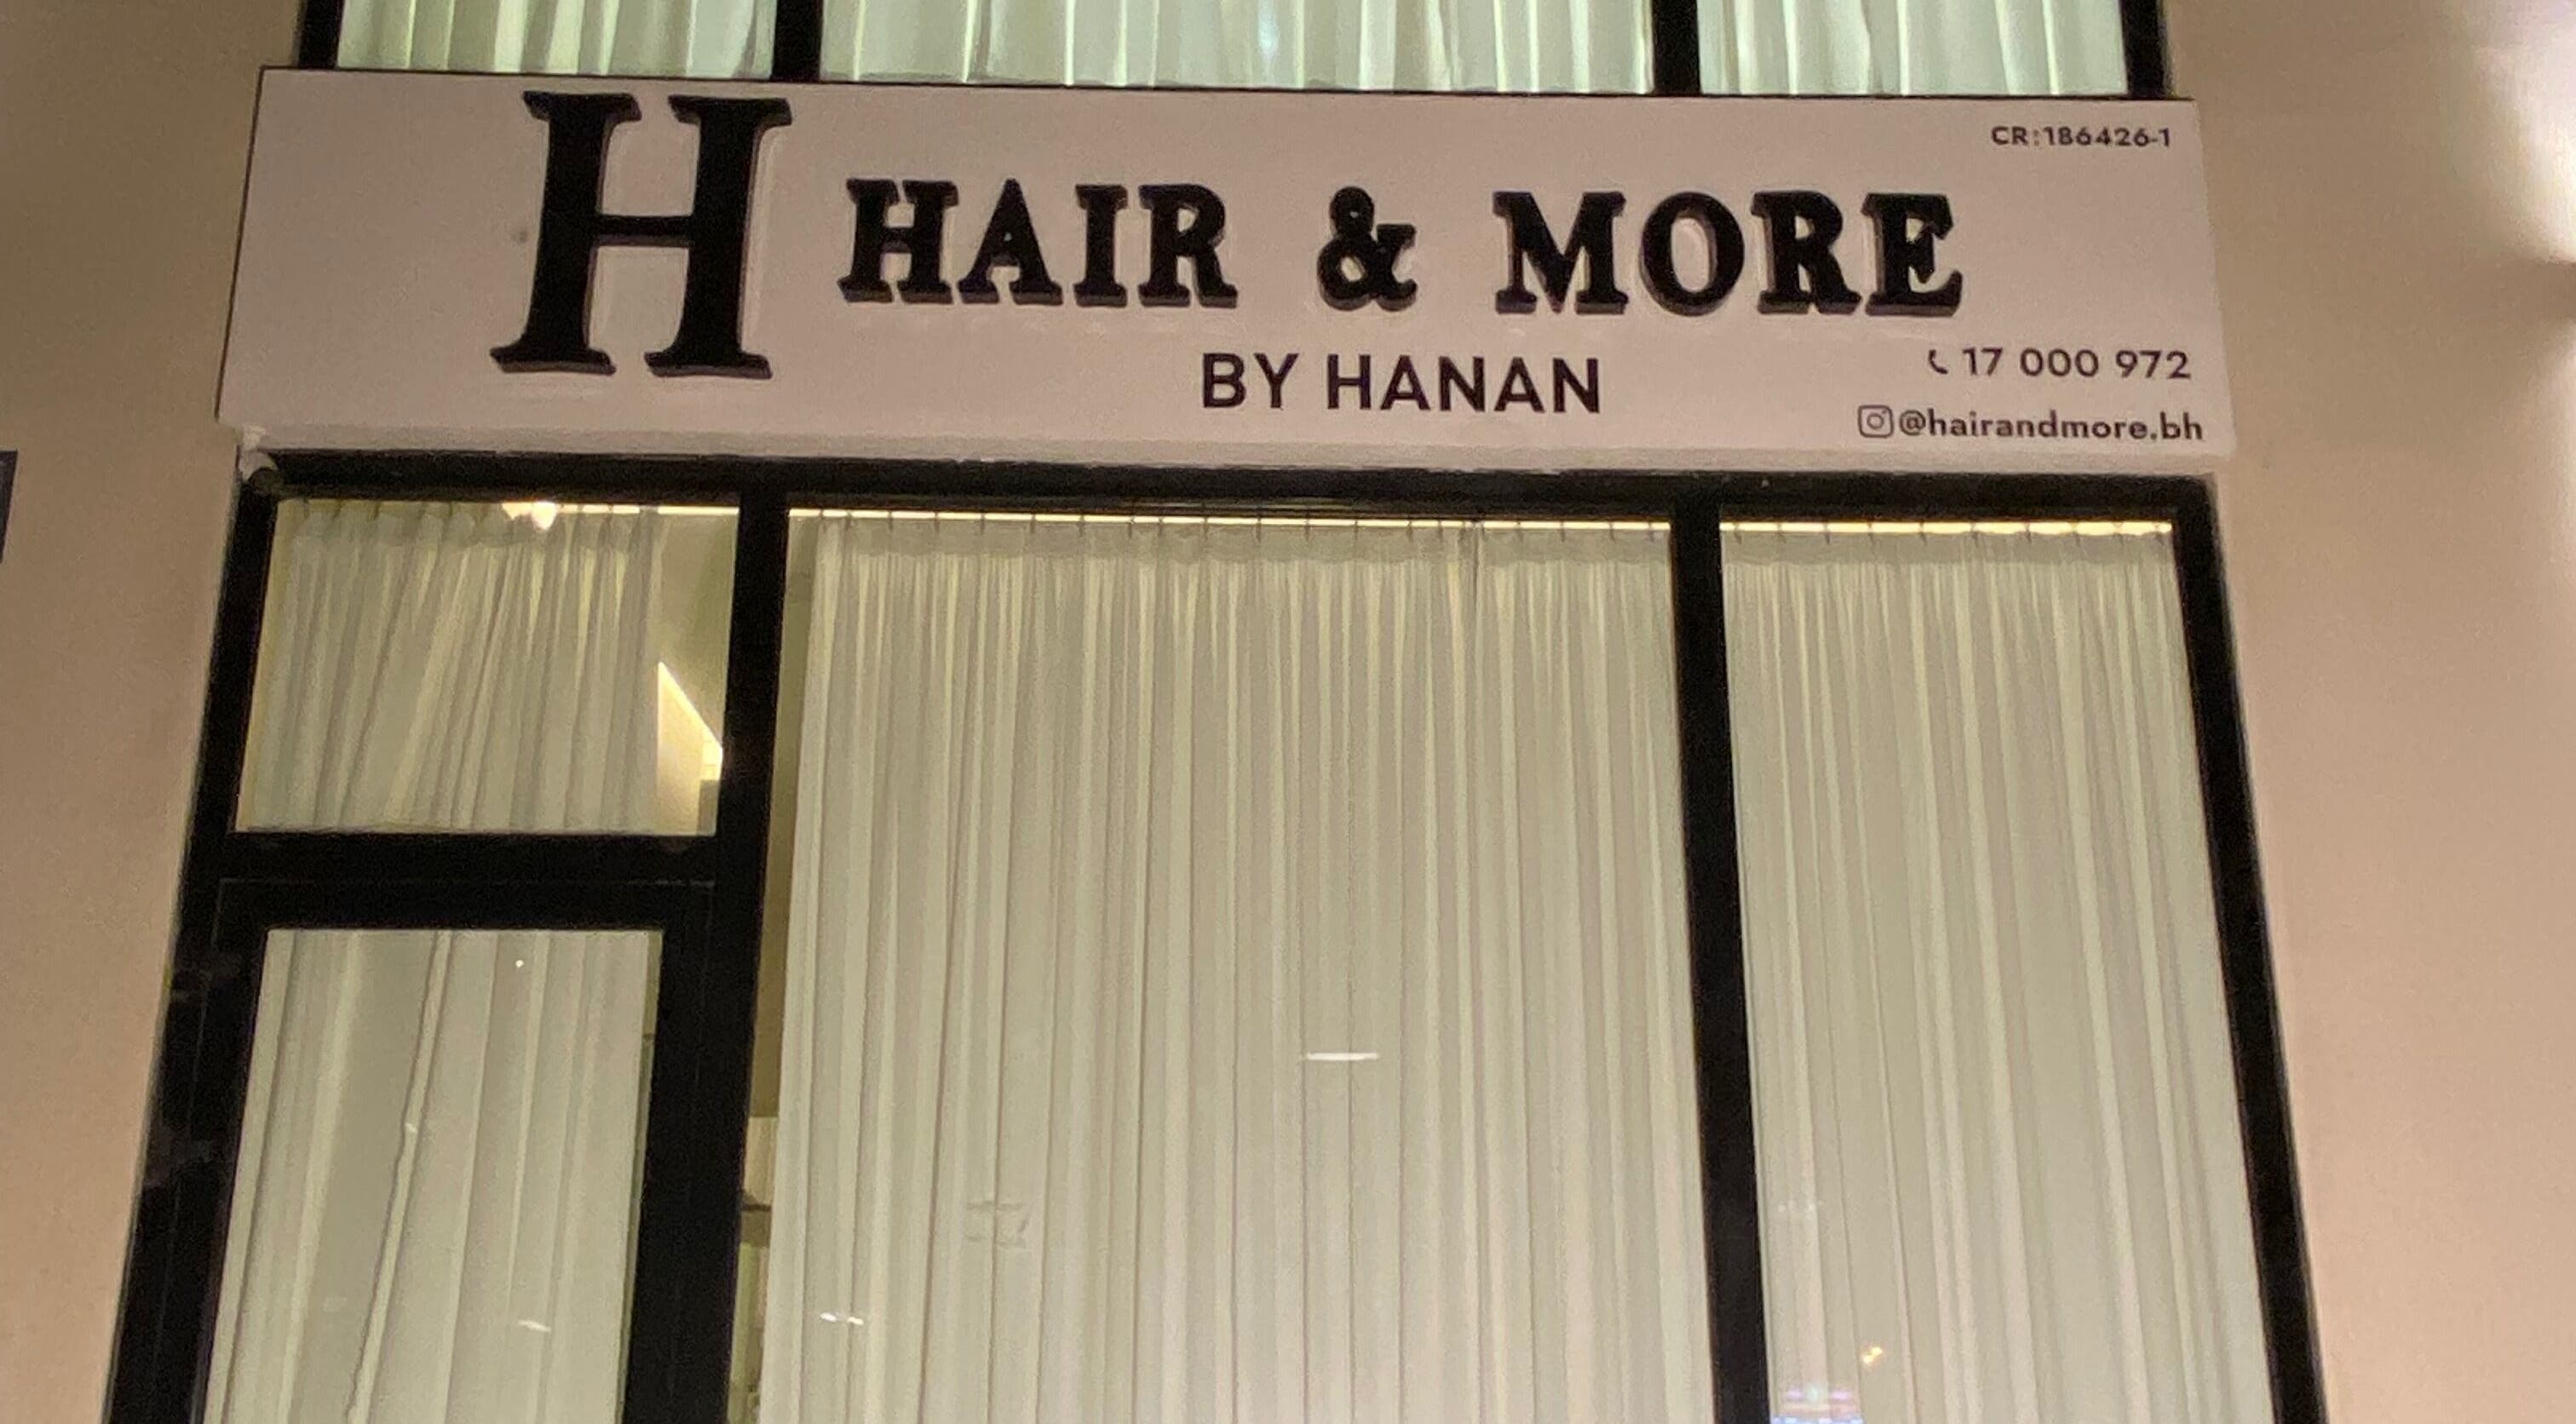 CR:186426-1
H HAIR & MORE
BY HANAN
17 000 972
@hairandmore.bh